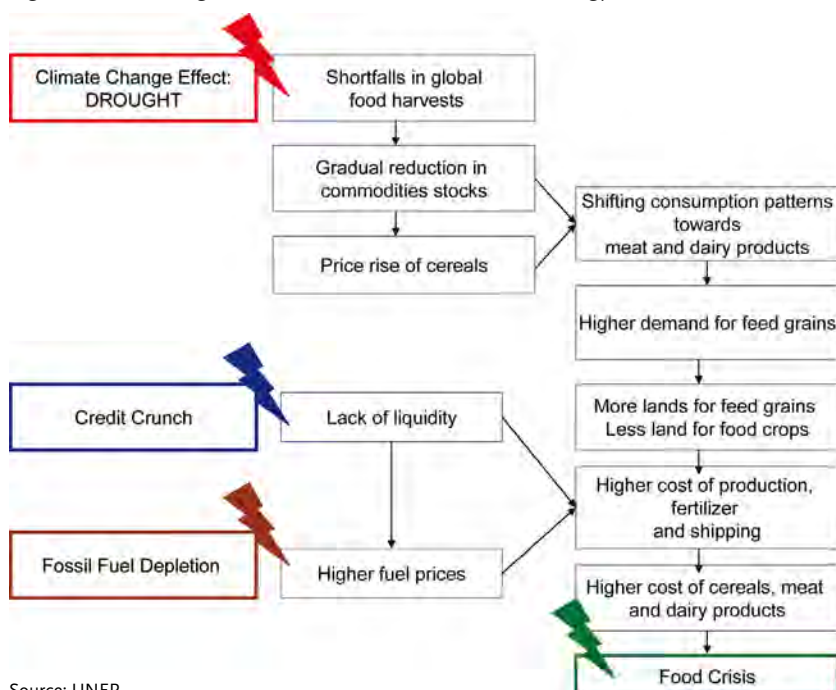 Climate Change Effect:
DROUGHT
Shortfalls in global
food harvests
Gradual reduction in
commodities stocks
Price rise of cereals
Shifting consumption patterns
towards
meat and dairy products
Higher demand for feed grains
More lands for feed grains
Less land for food crops
Credit Crunch
Lack of liquidity
Higher cost of production,
fertilizer
and shipping
Fossil Fuel Depletion
Higher fuel prices
Higher cost of cereals, meat
and dairy products
Food Crisis
Source: UNEP